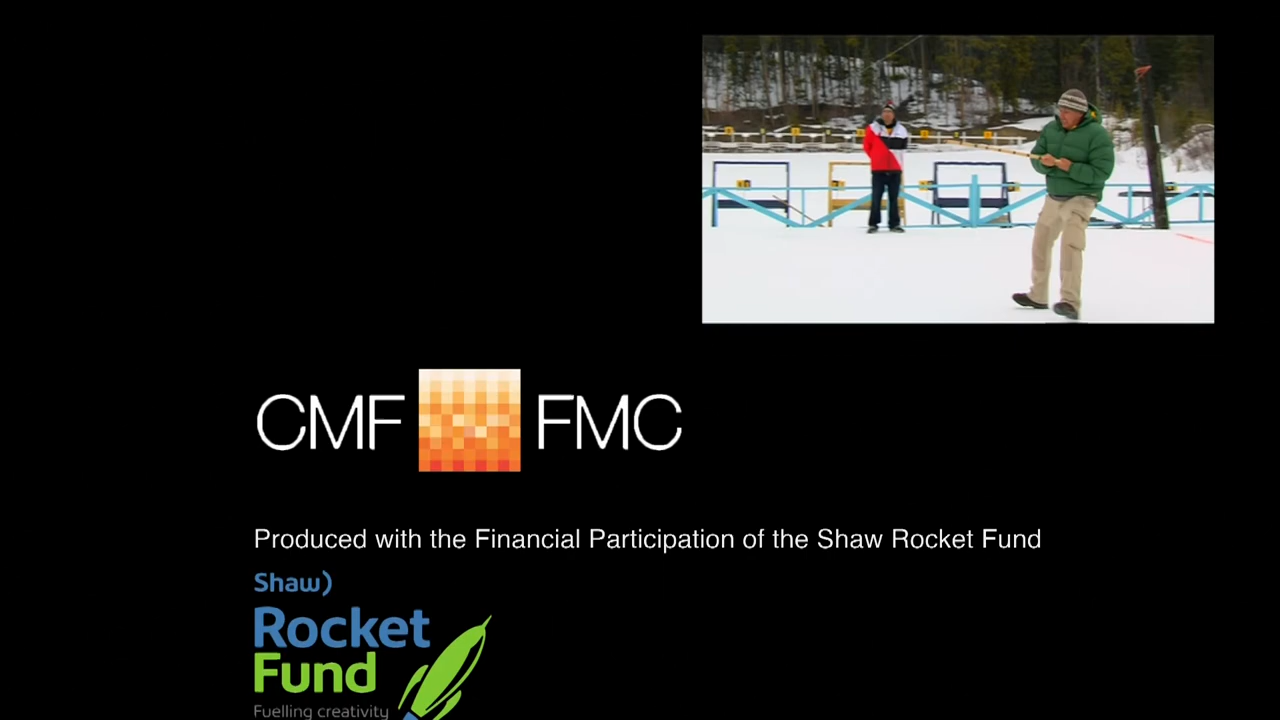 CMF FMC
Produced with the Financial Participation of the Shaw Rocket Fund
Shaw)
Rocket
Fund
Fuelling creativity